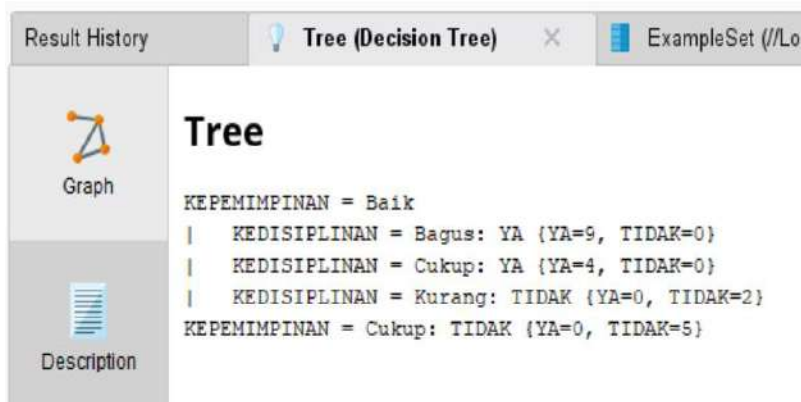 Result History
Tree (Decision Tree)
ExampleSet (//Lo
Graph
Description
Tree
KEPEMIMPINAN = Baik
|   KEDISIPLINAN = Bagus: YA {YA=9, TIDAK=0}
|   KEDISIPLINAN = Cukup: YA {YA=4, TIDAK=0}
|   KEDISIPLINAN = Kurang: TIDAK {YA=0, TIDAK=2}
KEPEMIMPINAN = Cukup: TIDAK {YA=0, TIDAK=5}